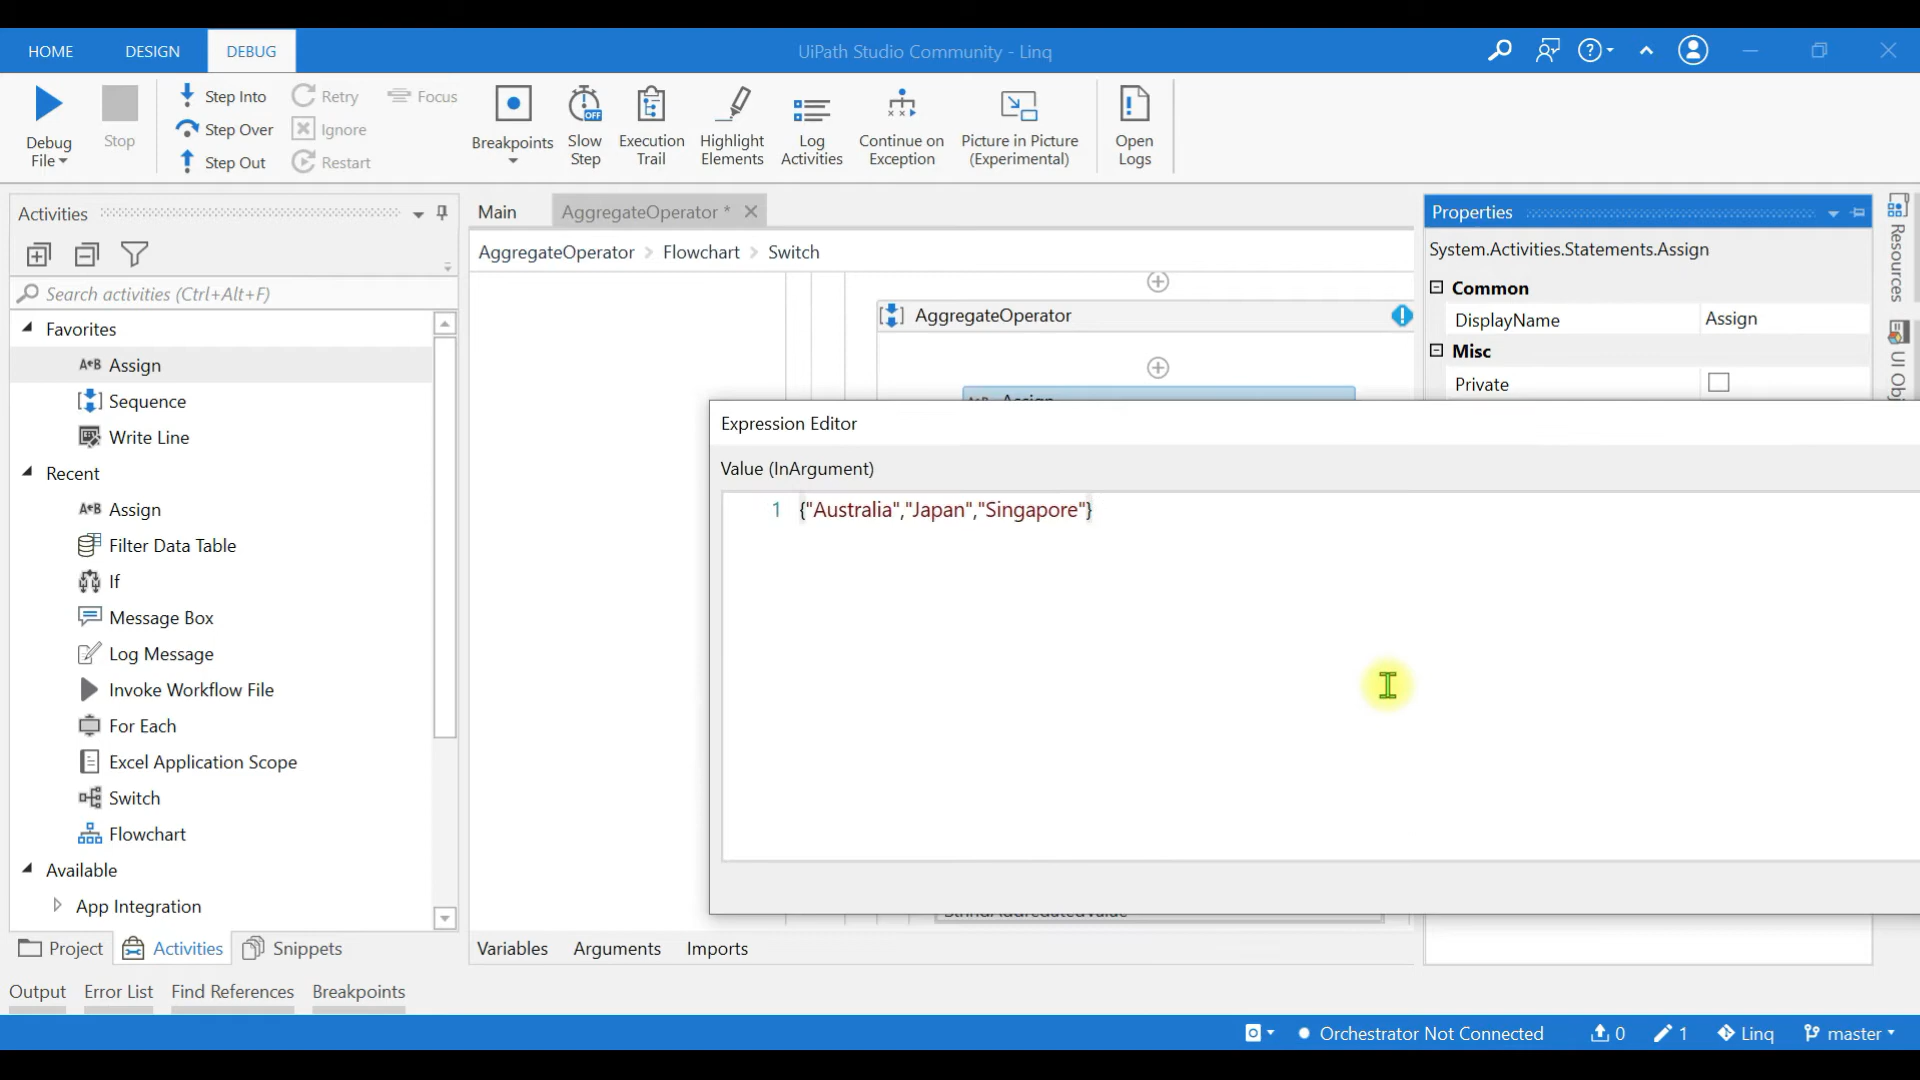 HOME DESIGN DEBUG UiPath Studio Community - Linq
Debug File Stop Step Into Step Over Step Out Retry Ignore Restart Focus
Breakpoints
Slow Step
Execution Trail
Highlight Elements
Log Activities
Continue on Exception
Picture in Picture (Experimental)
Open Logs
Activities
Search activities (Ctrl+Alt+F)
Favorites
Assign
Sequence
Write Line
Recent
Assign
Filter Data Table
If
Message Box
Log Message
Invoke Workflow File
For Each
Excel Application Scope
Switch
Flowchart
Available
App Integration
Project Activities Snippets
Main AggregateOperator *
AggregateOperator > Flowchart > Switch
AggregateOperator
Assign
Expression Editor
Value (InArgument)
1 {"Australia","Japan","Singapore"}
StringAggregatedValue
Variables Arguments Imports
Properties
System.Activities.Statements.Assign
Common
DisplayName Assign
Misc
Private
Resources
UI Obj
Output Error List Find References Breakpoints
Orchestrator Not Connected 0 1 Linq master